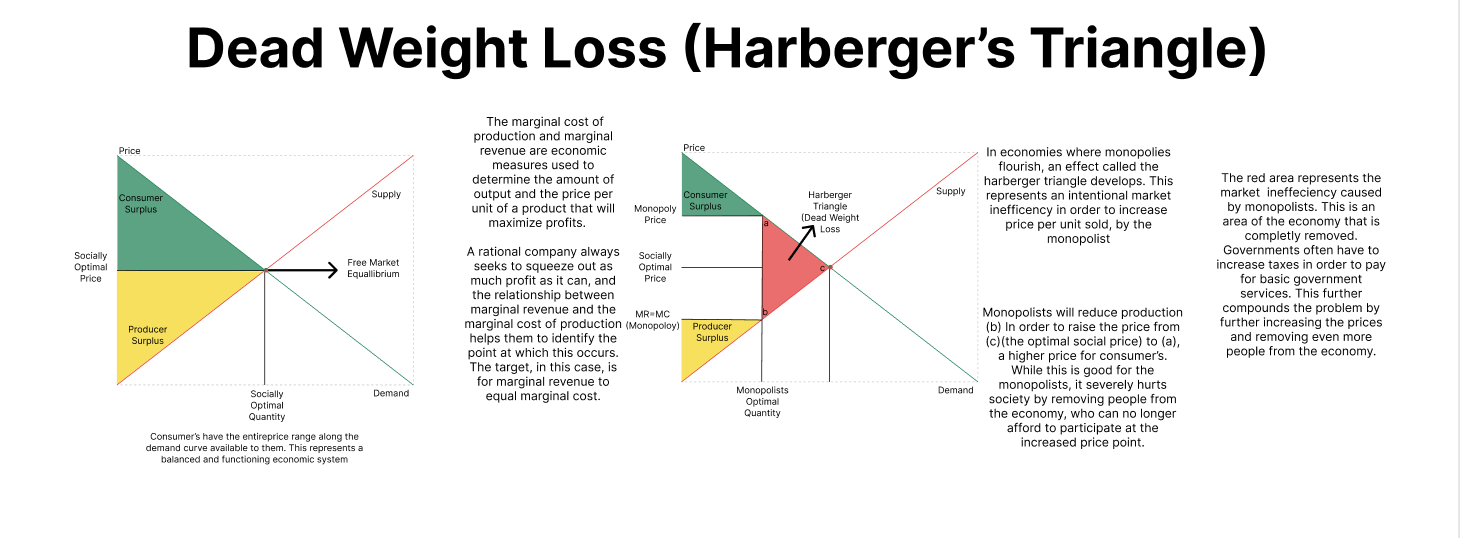 Dead Weight Loss (Harberger’s Triangle)
Price
Consumer
Surplus
Supply
Socially
Optimal
Price
Free Market
Equallibrium
Producer
Surplus
Socially
Optimal
Quantity
Demand
Consumer’s have the entireprice range along the
demand curve available to them. This represents a
balanced and functioning economic system
The marginal cost of
production and marginal
revenue are economic
measures used to
determine the amount of
output and the price per
unit of a product that will
maximize profits.
A rational company always
seeks to squeeze out as
much profit as it can, and
the relationship between
marginal revenue and the
marginal cost of production
helps them to identify the
point at which this occurs.
The target, in this case, is
for marginal revenue to
equal marginal cost.
Price
Consumer
Surplus
Harberger
Triangle
(Dead Weight
Loss
Supply
Monopoly
Price
a
Socially
Optimal
Price
c
MR=MC
(Monopoloy)
b
Producer
Surplus
Monopolists
Optimal
Quantity
Demand
In economies where monopolies
flourish, an effect called the
harberger triangle develops. This
represents an intentional market
inefficency in order to increase
price per unit sold, by the
monopolist
Monopolists will reduce production
(b) In order to raise the price from
(c)(the optimal social price) to (a),
a higher price for consumer’s.
While this is good for the
monopolists, it severely hurts
society by removing people from
the economy, who can no longer
afford to participate at the
increased price point.
The red area represents the
market ineffeciency caused
by monopolists. This is an
area of the economy that is
completly removed.
Governments often have to
increase taxes in order to pay
for basic government
services. This further
compounds the problem by
further increasing the prices
and removing even more
people from the economy.